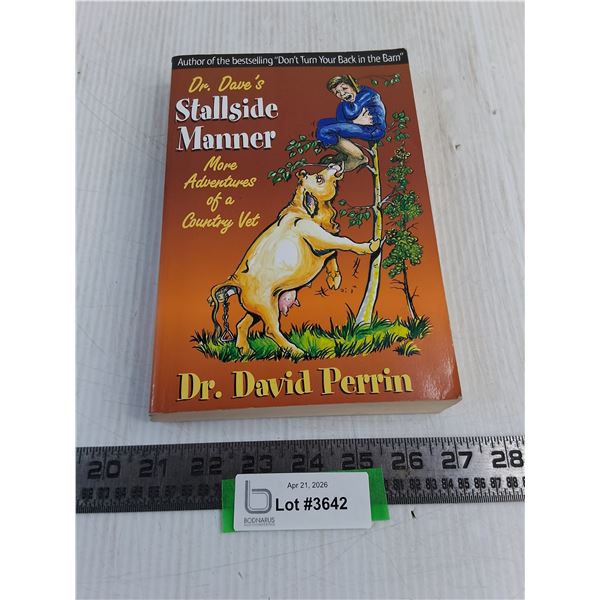 Author of the bestselling "Don't Turn Your Back in the Barn"
Dr. Dave's
Stallside
Manner
More
Adventures
of a
Country Vet
Dr. David Perrin
20 21 22 23 24 25 26 27 28
Apr 21, 2026
Lot #3642
BODNARUS